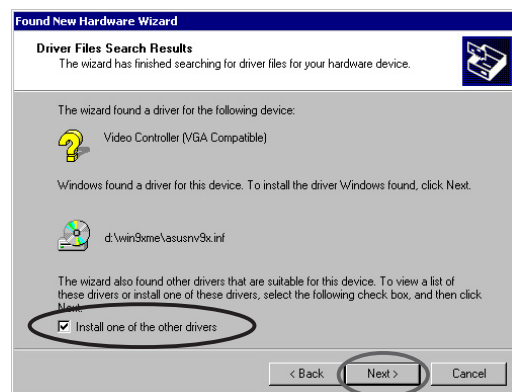 Found New Hardware Wizard
Driver Files Search Results
The wizard has finished searching for driver files for your hardware device.
The wizard found a driver for the following device:
Video Controller (VGA Compatible)
Windows found a driver for this device. To install the driver Windows found, click Next.
d:\win9xme\asusnv9x.inf
The wizard also found other drivers that are suitable for this device. To view a list of
these drivers or install one of these drivers, select the following check box, and then click
Next.
Install one of the other drivers
< Back
Next >
Cancel